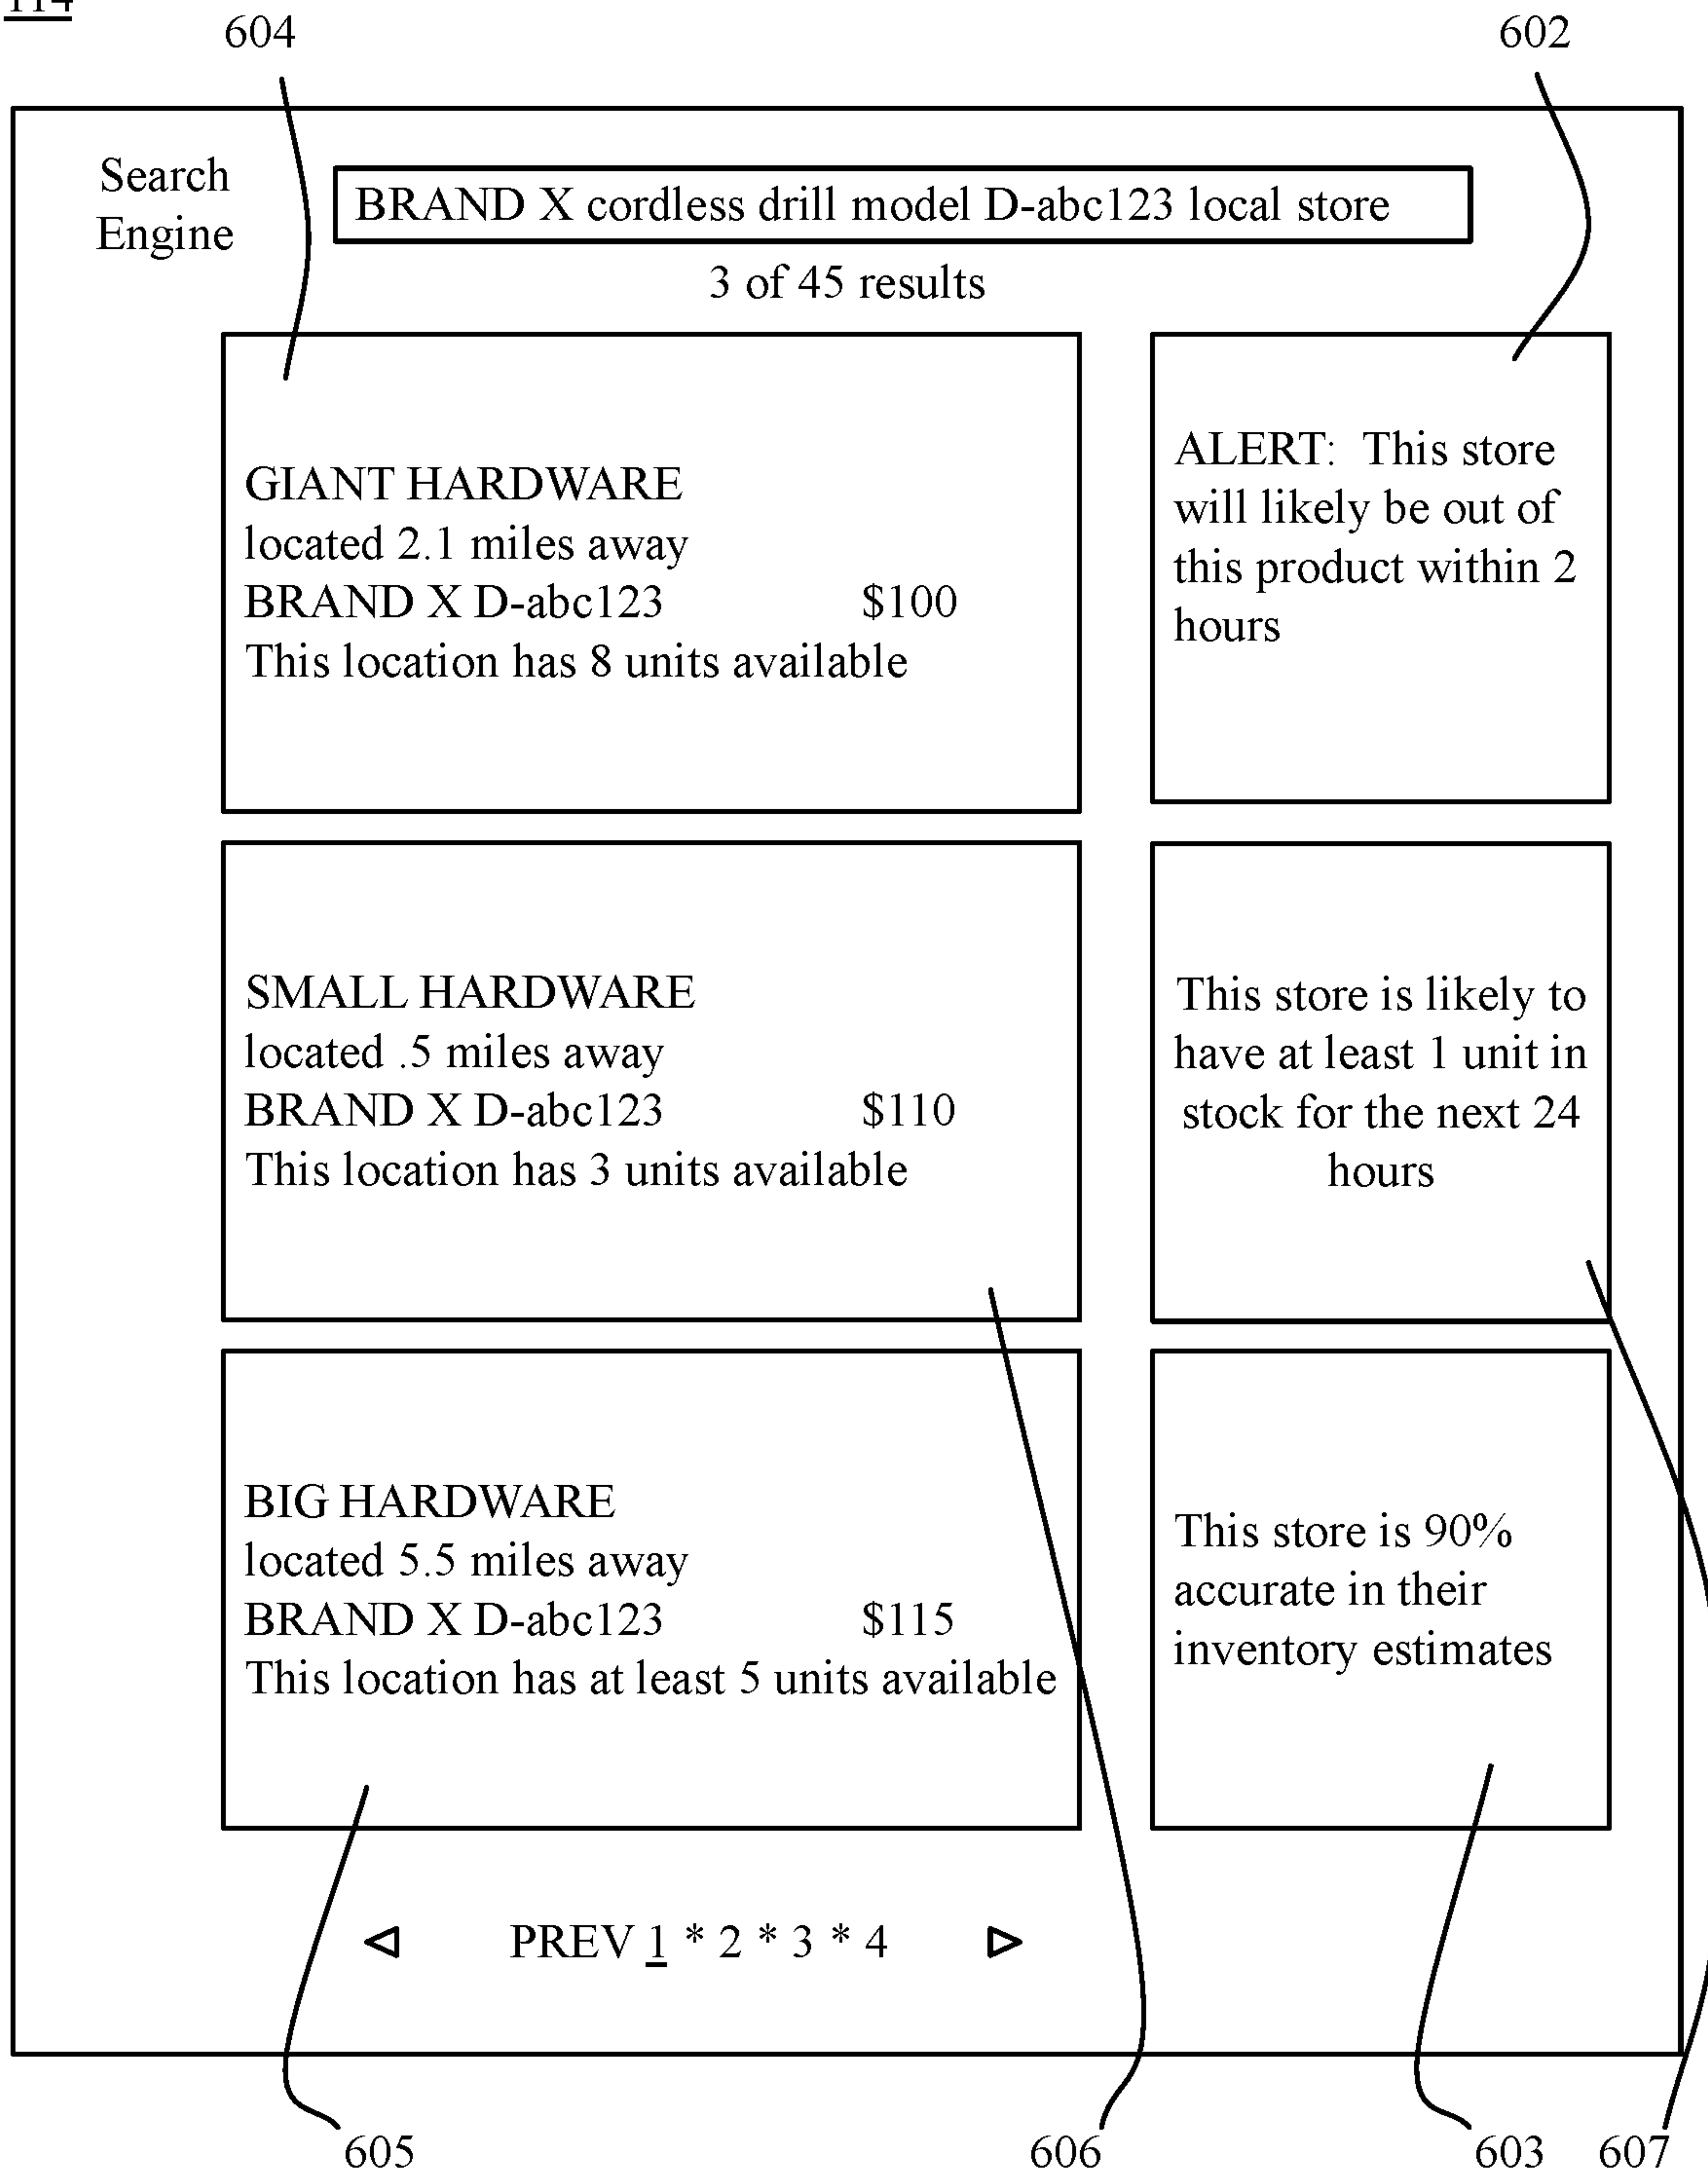 114
604
602
Search
Engine
BRAND X cordless drill model D-abc123 local store
3 of 45 results
GIANT HARDWARE
located 2.1 miles away
BRAND X D-abc123 $100
This location has 8 units available
ALERT: This store
will likely be out of
this product within 2
hours
SMALL HARDWARE
located .5 miles away
BRAND X D-abc123 $110
This location has 3 units available
This store is likely to
have at least 1 unit in
stock for the next 24
hours
BIG HARDWARE
located 5.5 miles away
BRAND X D-abc123 $115
This location has at least 5 units available
This store is 90%
accurate in their
inventory estimates
PREV 1 * 2 * 3 * 4
605
606
603
607